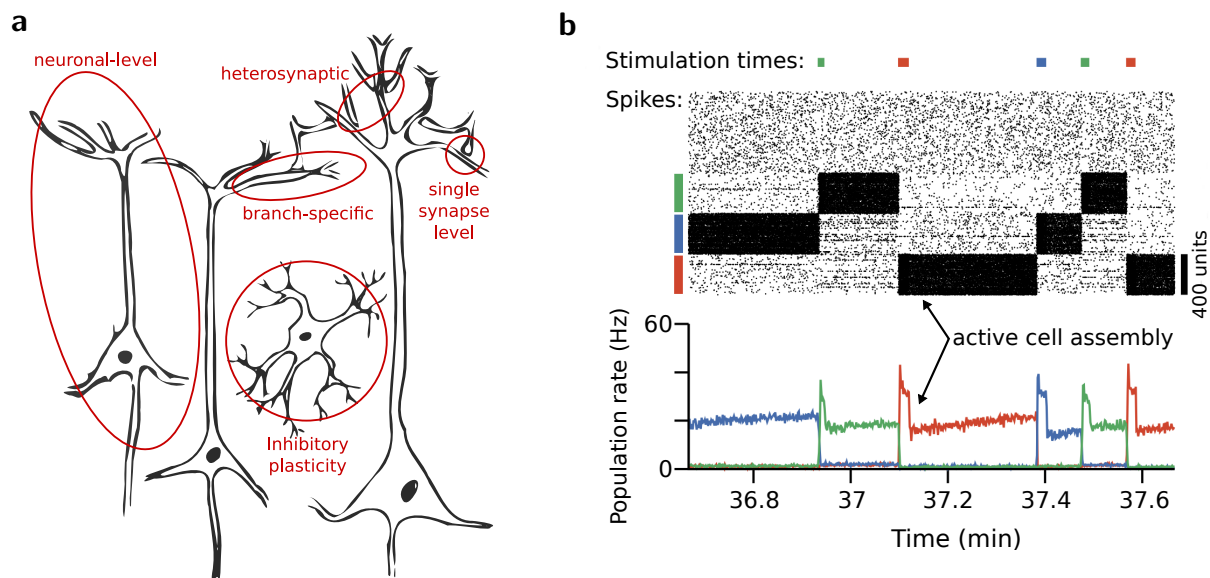 a
neuronal-level
heterosynaptic
branch-specific
single
synapse
level
Inhibitory
plasticity
b
Stimulation times:
Spikes:
400 units
active cell assembly
Population rate (Hz)
60
0
36.8 37 37.2 37.4 37.6
Time (min)